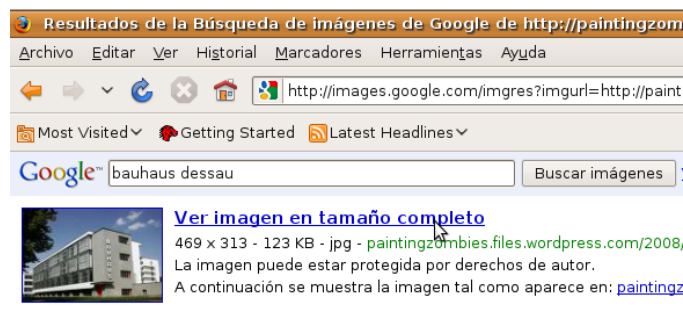 Resultados de la Búsqueda de imágenes de Google de http://paintingzom
Archivo Editar Ver Historial Marcadores Herramientas Ayuda
http://images.google.com/imgres?imgurl=http://paint
Most Visited Getting Started Latest Headlines
Google™ bauhaus dessau Buscar imágenes
Ver imagen en tamaño completo
469 x 313 - 123 KB - jpg - paintingzombies.files.wordpress.com/2008/
La imagen puede estar protegida por derechos de autor.
A continuación se muestra la imagen tal como aparece en: paintingz